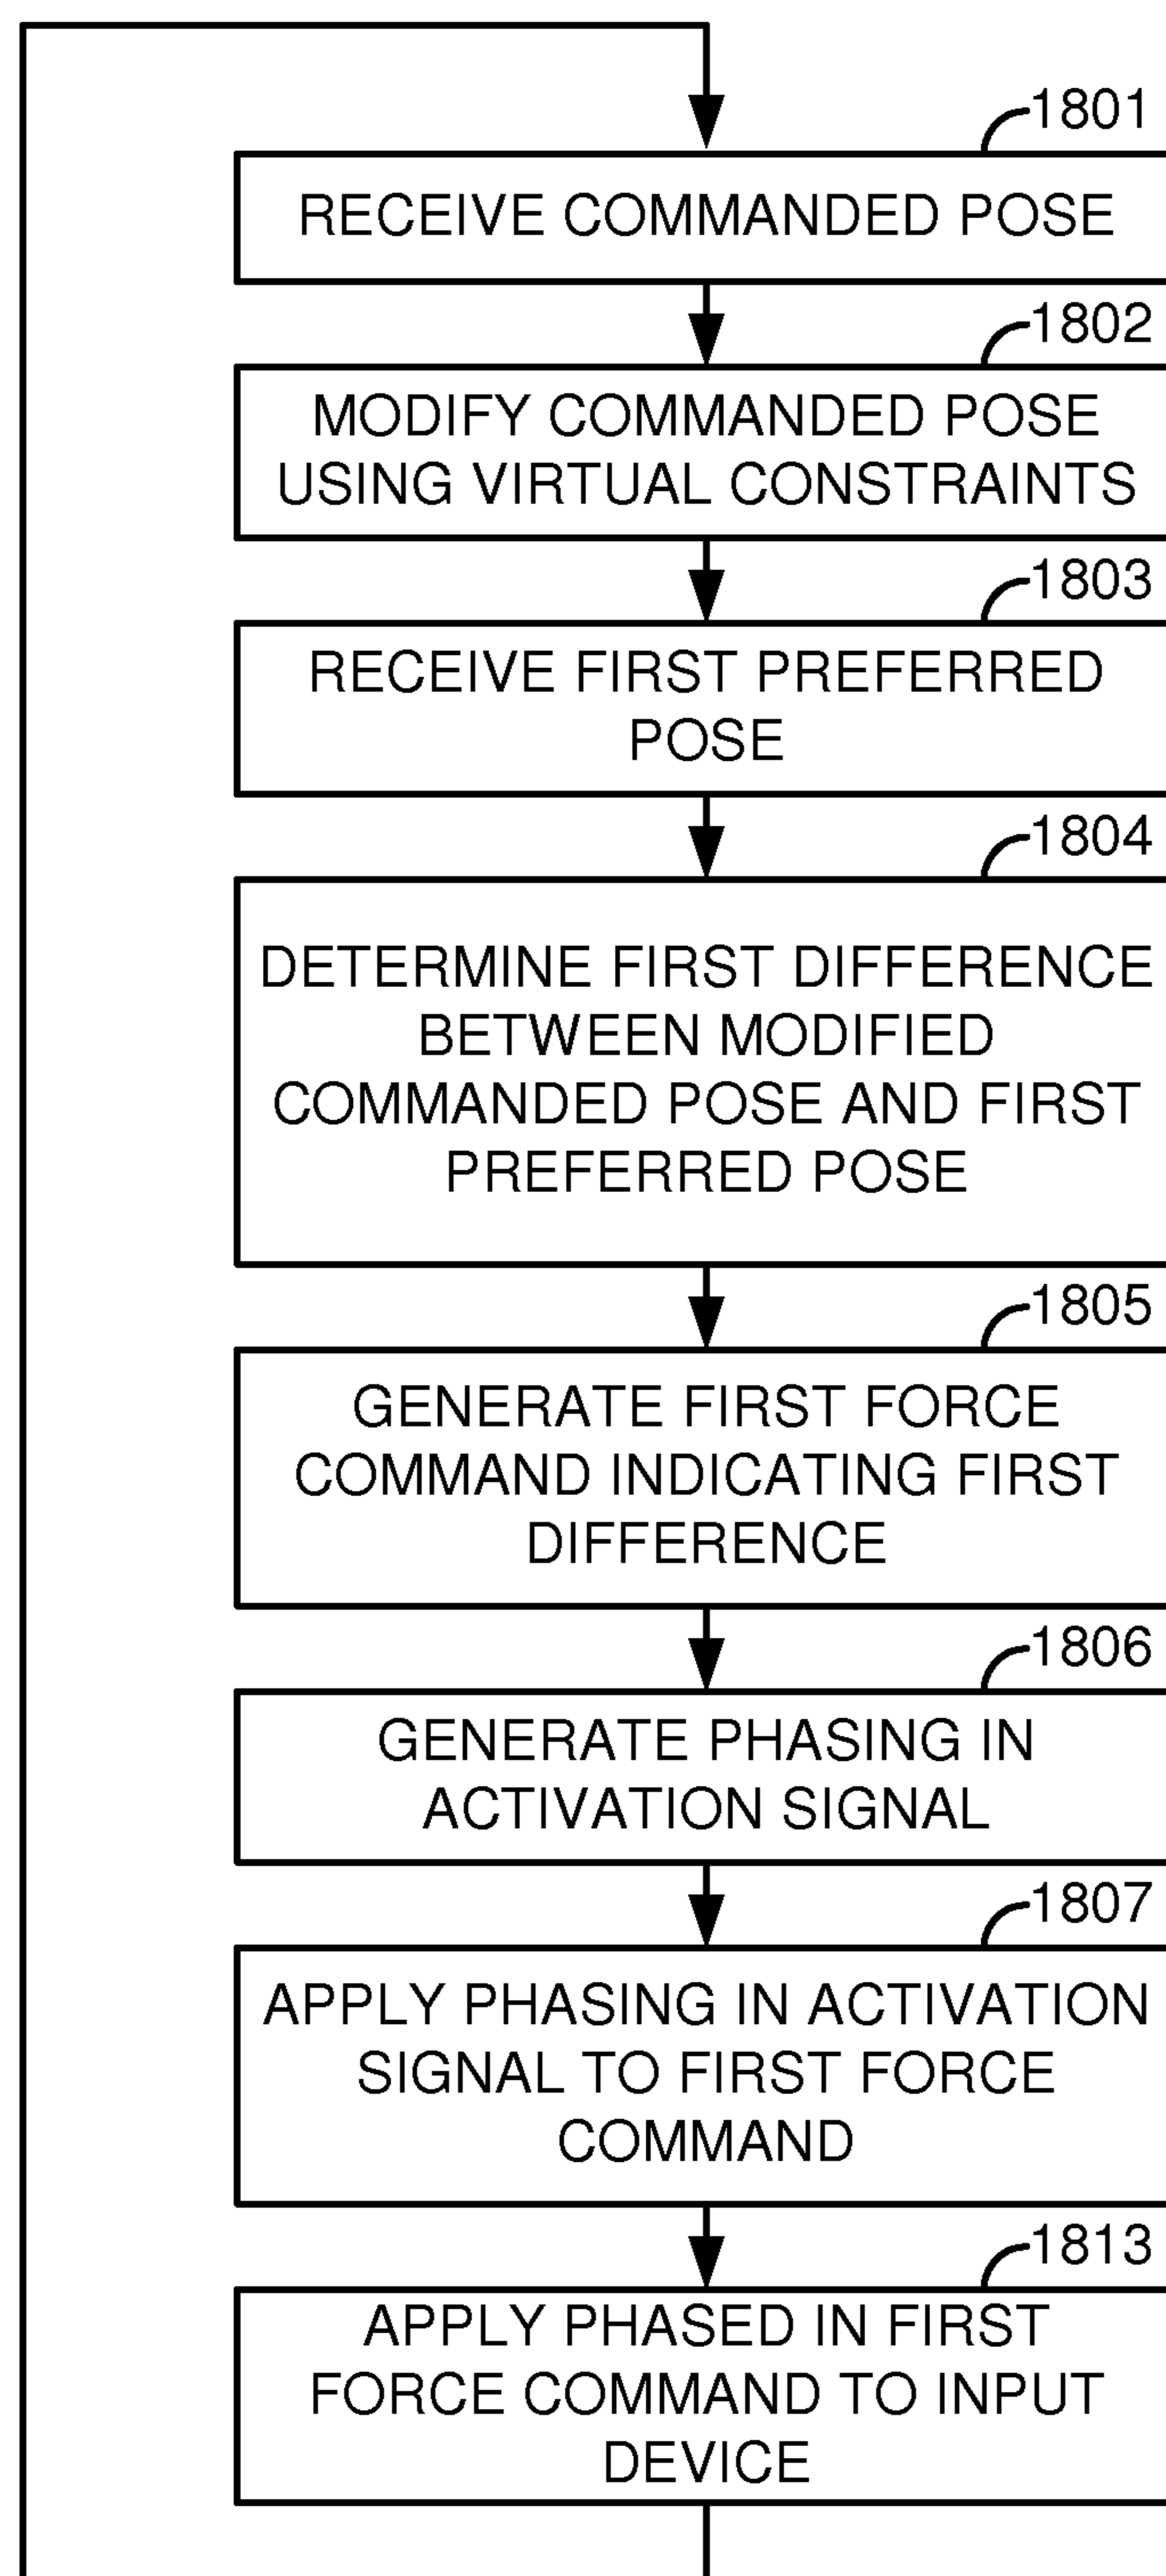 1801
RECEIVE COMMANDED POSE
1802
MODIFY COMMANDED POSE
USING VIRTUAL CONSTRAINTS
1803
RECEIVE FIRST PREFERRED
POSE
1804
DETERMINE FIRST DIFFERENCE
BETWEEN MODIFIED
COMMANDED POSE AND FIRST
PREFERRED POSE
1805
GENERATE FIRST FORCE
COMMAND INDICATING FIRST
DIFFERENCE
1806
GENERATE PHASING IN
ACTIVATION SIGNAL
1807
APPLY PHASING IN ACTIVATION
SIGNAL TO FIRST FORCE
COMMAND
1813
APPLY PHASED IN FIRST
FORCE COMMAND TO INPUT
DEVICE